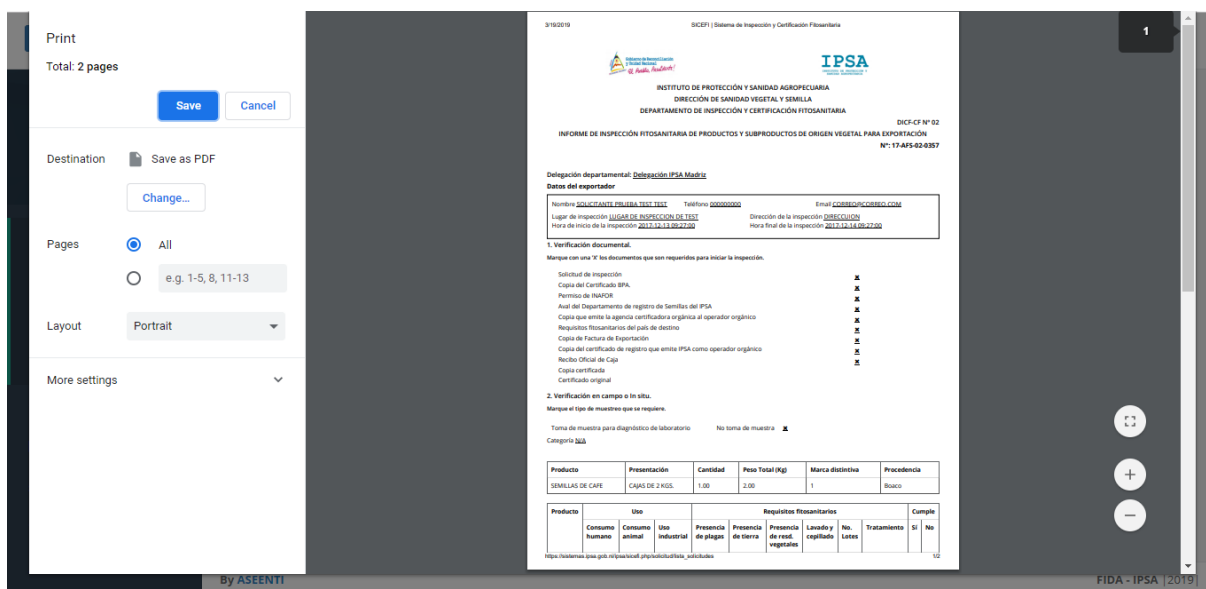 Print
Total: 2 pages
Save
Cancel
Destination
Save as PDF
Change...
Pages
All
e.g. 1-5, 8, 11-13
Layout
Portrait
More settings
1
3/19/2019
SICEFI | Sistema de Inspección y Certificación Fitosanitaria
IPSA
INSTITUTO DE PROTECCIÓN Y SANIDAD AGROPECUARIA
DIRECCIÓN DE SANIDAD VEGETAL Y SEMILLA
DEPARTAMENTO DE INSPECCIÓN Y CERTIFICACIÓN FITOSANITARIA
DICF-CF Nº 02
INFORME DE INSPECCIÓN FITOSANITARIA DE PRODUCTOS Y SUBPRODUCTOS DE ORIGEN VEGETAL PARA EXPORTACIÓN
Nº: 17-AFS-02-0357
Delegación departamental: Delegación IPSA Madriz
Datos del exportador
Nombre SOLICITANTE PRUEBA TEST TEST Teléfono 000000000 Email CORREO@CORREO.COM
Lugar de inspección LUGAR DE INSPECCION DE TEST Dirección de la inspección DIRECCUION
Hora de inicio de la inspección 2017-12-13 09:27:00 Hora final de la inspección 2017-12-14 09:27:00
1. Verificación documental.
Marque con una 'X' los documentos que son requeridos para iniciar la inspección.
Solicitud de inspección x
Copia del Certificado BPA. x
Permiso de INAFOR x
Aval del Departamento de registro de Semillas del IPSA x
Copia que emite la agencia certificadora orgánica al operador orgánico x
Requisitos fitosanitarios del país de destino x
Copia de Factura de Exportación x
Copia del certificado de registro que emite IPSA como operador orgánico x
Recibo Oficial de Caja x
Copia certificada
Certificado original
2. Verificación en campo o In situ.
Marque el tipo de muestreo que se requiere.
Toma de muestra para diagnóstico de laboratorio No toma de muestra x
Categoría N/A
Producto Presentación Cantidad Peso Total (Kg) Marca distintiva Procedencia
SEMILLAS DE CAFE CAJAS DE 2 KGS. 1.00 2.00 1 Boaco
Producto Uso Requisitos fitosanitarios Cumple
Consumo humano Consumo animal Uso industrial Presencia de plagas Presencia de tierra Presencia de resd. vegetales Lavado y cepillado No. Lotes Tratamiento Sí No
https://sistemas.ipsa.gob.ni/ipsa/sicefi.php/solicitud/lista_solicitudes
1/2
By ASEENTI
FIDA - IPSA |2019|